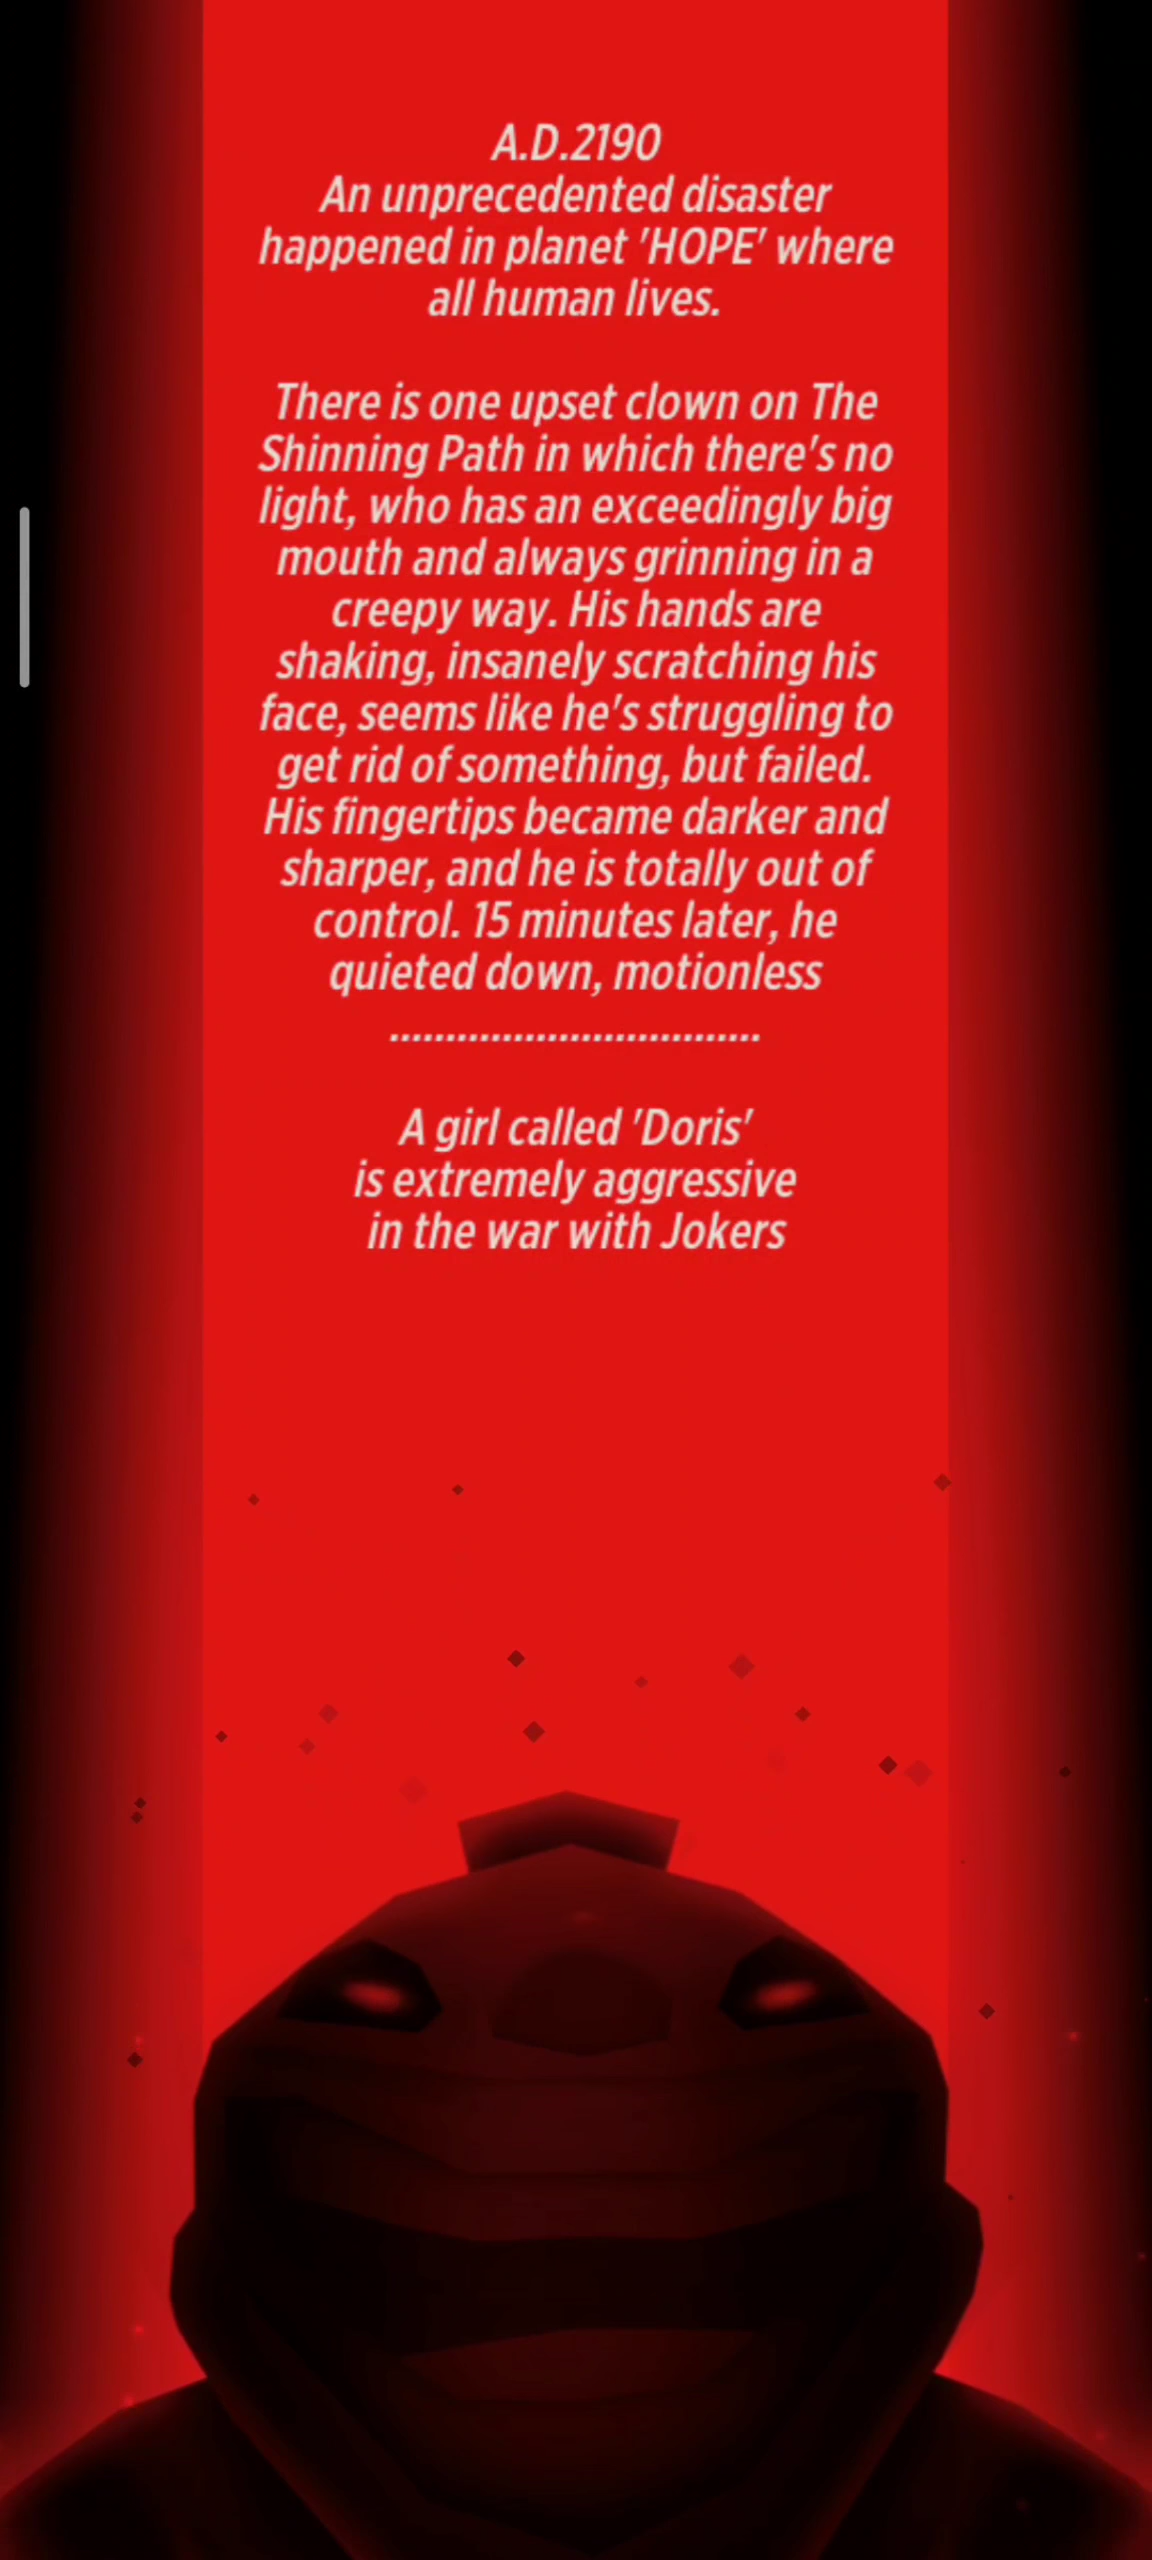 A.D.2190
An unprecedented disaster
happened in planet 'HOPE' where
all human lives.
There is one upset clown on The
Shinning Path in which there's no
light, who has an exceedingly big
mouth and always grinning in a
creepy way. His hands are
shaking, insanely scratching his
face, seems like he's struggling to
get rid of something, but failed.
His fingertips became darker and
sharper, and he is totally out of
control. 15 minutes later, he
quieted down, motionless
.................................
A girl called 'Doris'
is extremely aggressive
in the war with Jokers